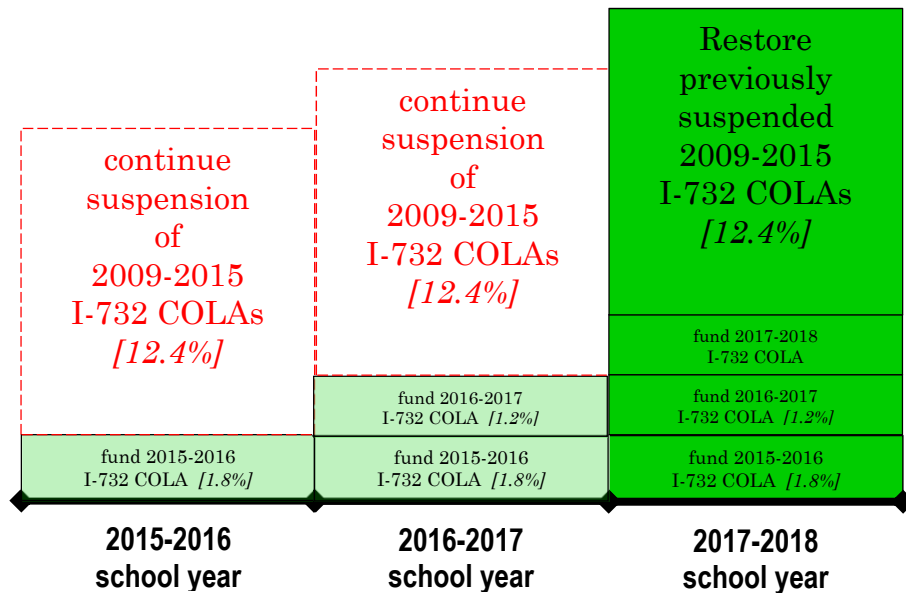 continue
suspension
of
2009-2015
I-732 COLAs
[12.4%]
fund 2015-2016
I-732 COLA [1.8%]
2015-2016
school year
continue
suspension
of
2009-2015
I-732 COLAs
[12.4%]
fund 2016-2017
I-732 COLA [1.2%]
fund 2015-2016
I-732 COLA [1.8%]
2016-2017
school year
Restore
previously
suspended
2009-2015
I-732 COLAs
[12.4%]
fund 2017-2018
I-732 COLA
fund 2016-2017
I-732 COLA [1.2%]
fund 2015-2016
I-732 COLA [1.8%]
2017-2018
school year